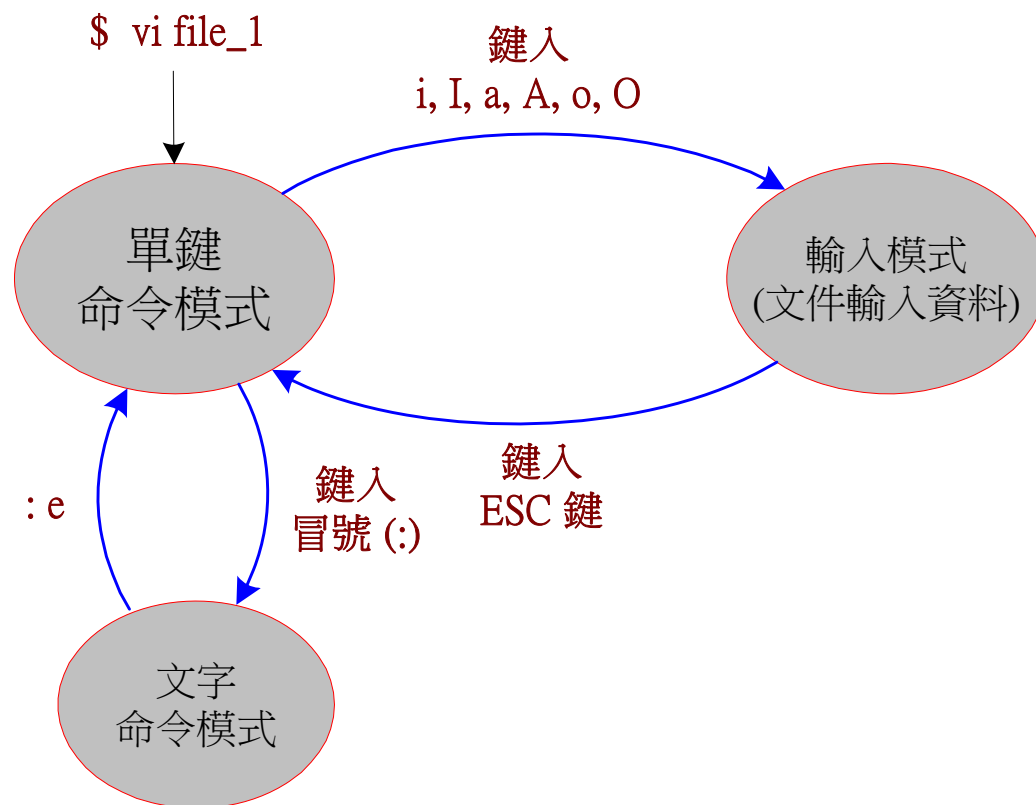 $ vi file_1
鍵入
i, I, a, A, o, O
單鍵
命令模式
輸入模式
(文件輸入資料)
鍵入
ESC 鍵
: e
鍵入
冒號 (:)
文字
命令模式